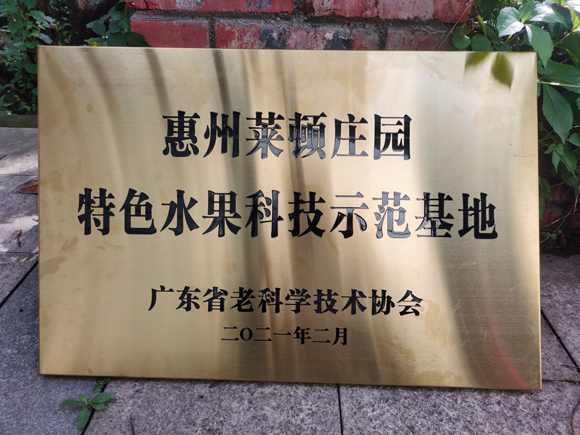 惠州莱顿庄园
特色水果科技示范基地
广东省老科学技术协会
二〇二一年二月